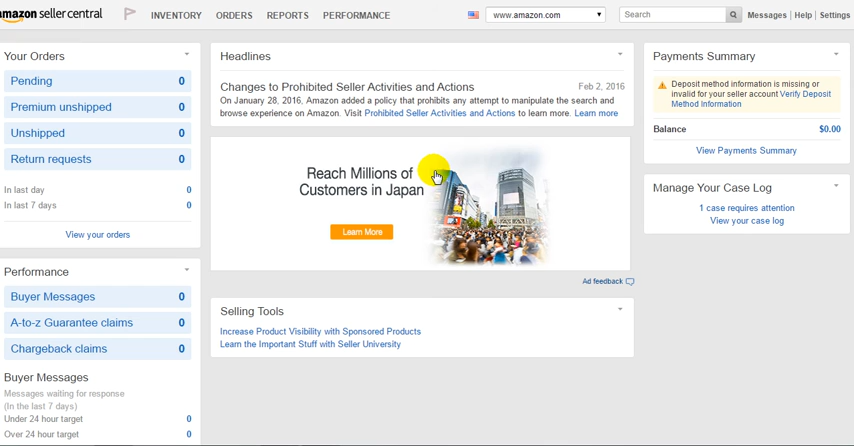 amazon seller central
INVENTORY ORDERS REPORTS PERFORMANCE
www.amazon.com
Search
Messages | Help | Settings
Your Orders
Pending 0
Premium unshipped 0
Unshipped 0
Return requests 0
In last day 0
In last 7 days 0
View your orders
Performance
Buyer Messages 0
A-to-z Guarantee claims 0
Chargeback claims 0
Buyer Messages
Messages waiting for response
(In the last 7 days)
Under 24 hour target 0
Over 24 hour target 0
Headlines
Changes to Prohibited Seller Activities and Actions Feb 2, 2016
On January 28, 2016, Amazon added a policy that prohibits any attempt to manipulate the search and
browse experience on Amazon. Visit Prohibited Seller Activities and Actions to learn more. Learn more
Reach Millions of
Customers in Japan
Learn More
Ad feedback
Selling Tools
Increase Product Visibility with Sponsored Products
Learn the Important Stuff with Seller University
Payments Summary
Deposit method information is missing or
invalid for your seller account Verify Deposit
Method Information
Balance $0.00
View Payments Summary
Manage Your Case Log
1 case requires attention
View your case log